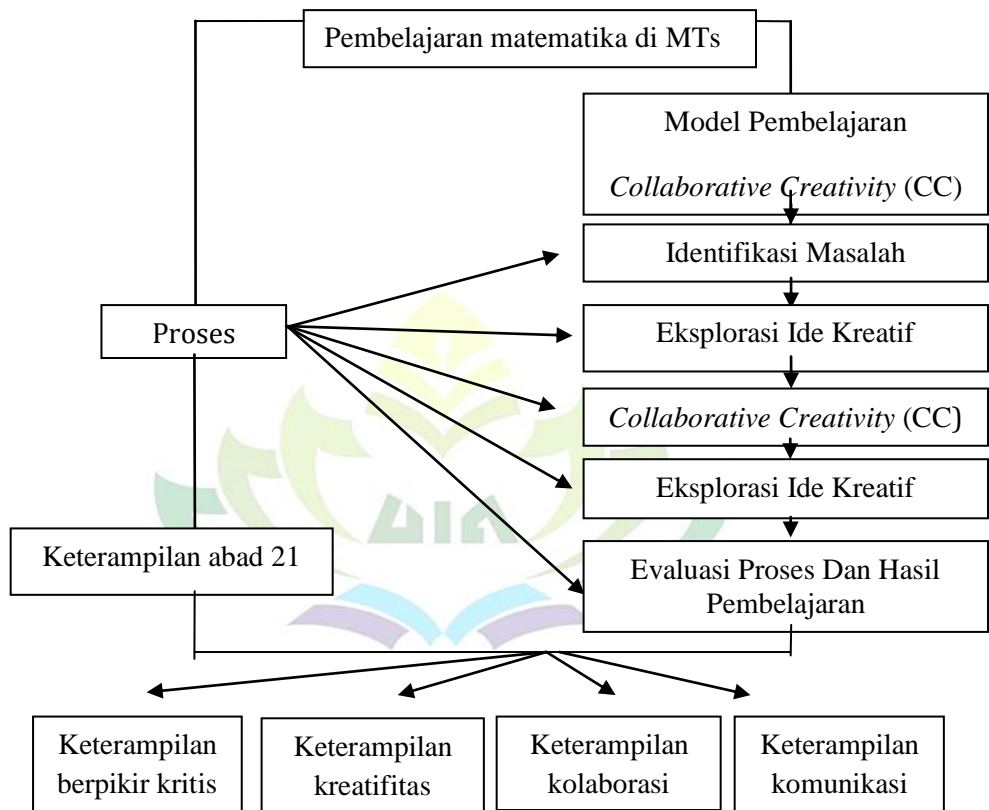 Pembelajaran matematika di MTs
Model Pembelajaran
Collaborative Creativity (CC)
Identifikasi Masalah
Proses
Eksplorasi Ide Kreatif
Collaborative Creativity (CC)
Eksplorasi Ide Kreatif
Keterampilan abad 21
Evaluasi Proses Dan Hasil
Pembelajaran
Keterampilan
berpikir kritis
Keterampilan
kreatifitas
Keterampilan
kolaborasi
Keterampilan
komunikasi